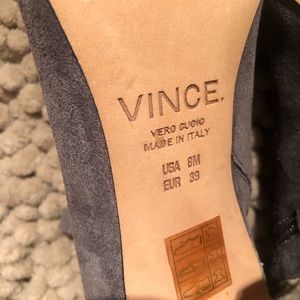 VINCE.
VERO CUOIO
MADE IN ITALY
USA 8M
EUR 39